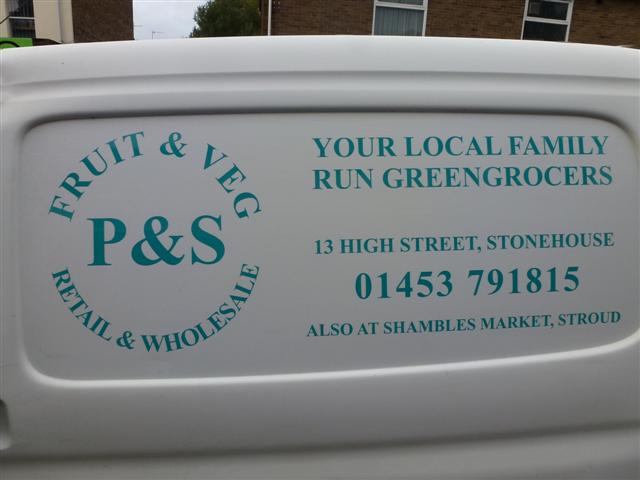 FRUIT & VEG
P&S
RETAIL & WHOLESALE
YOUR LOCAL FAMILY
RUN GREENGROCERS
13 HIGH STREET, STONEHOUSE
01453 791815
ALSO AT SHAMBLES MARKET, STROUD